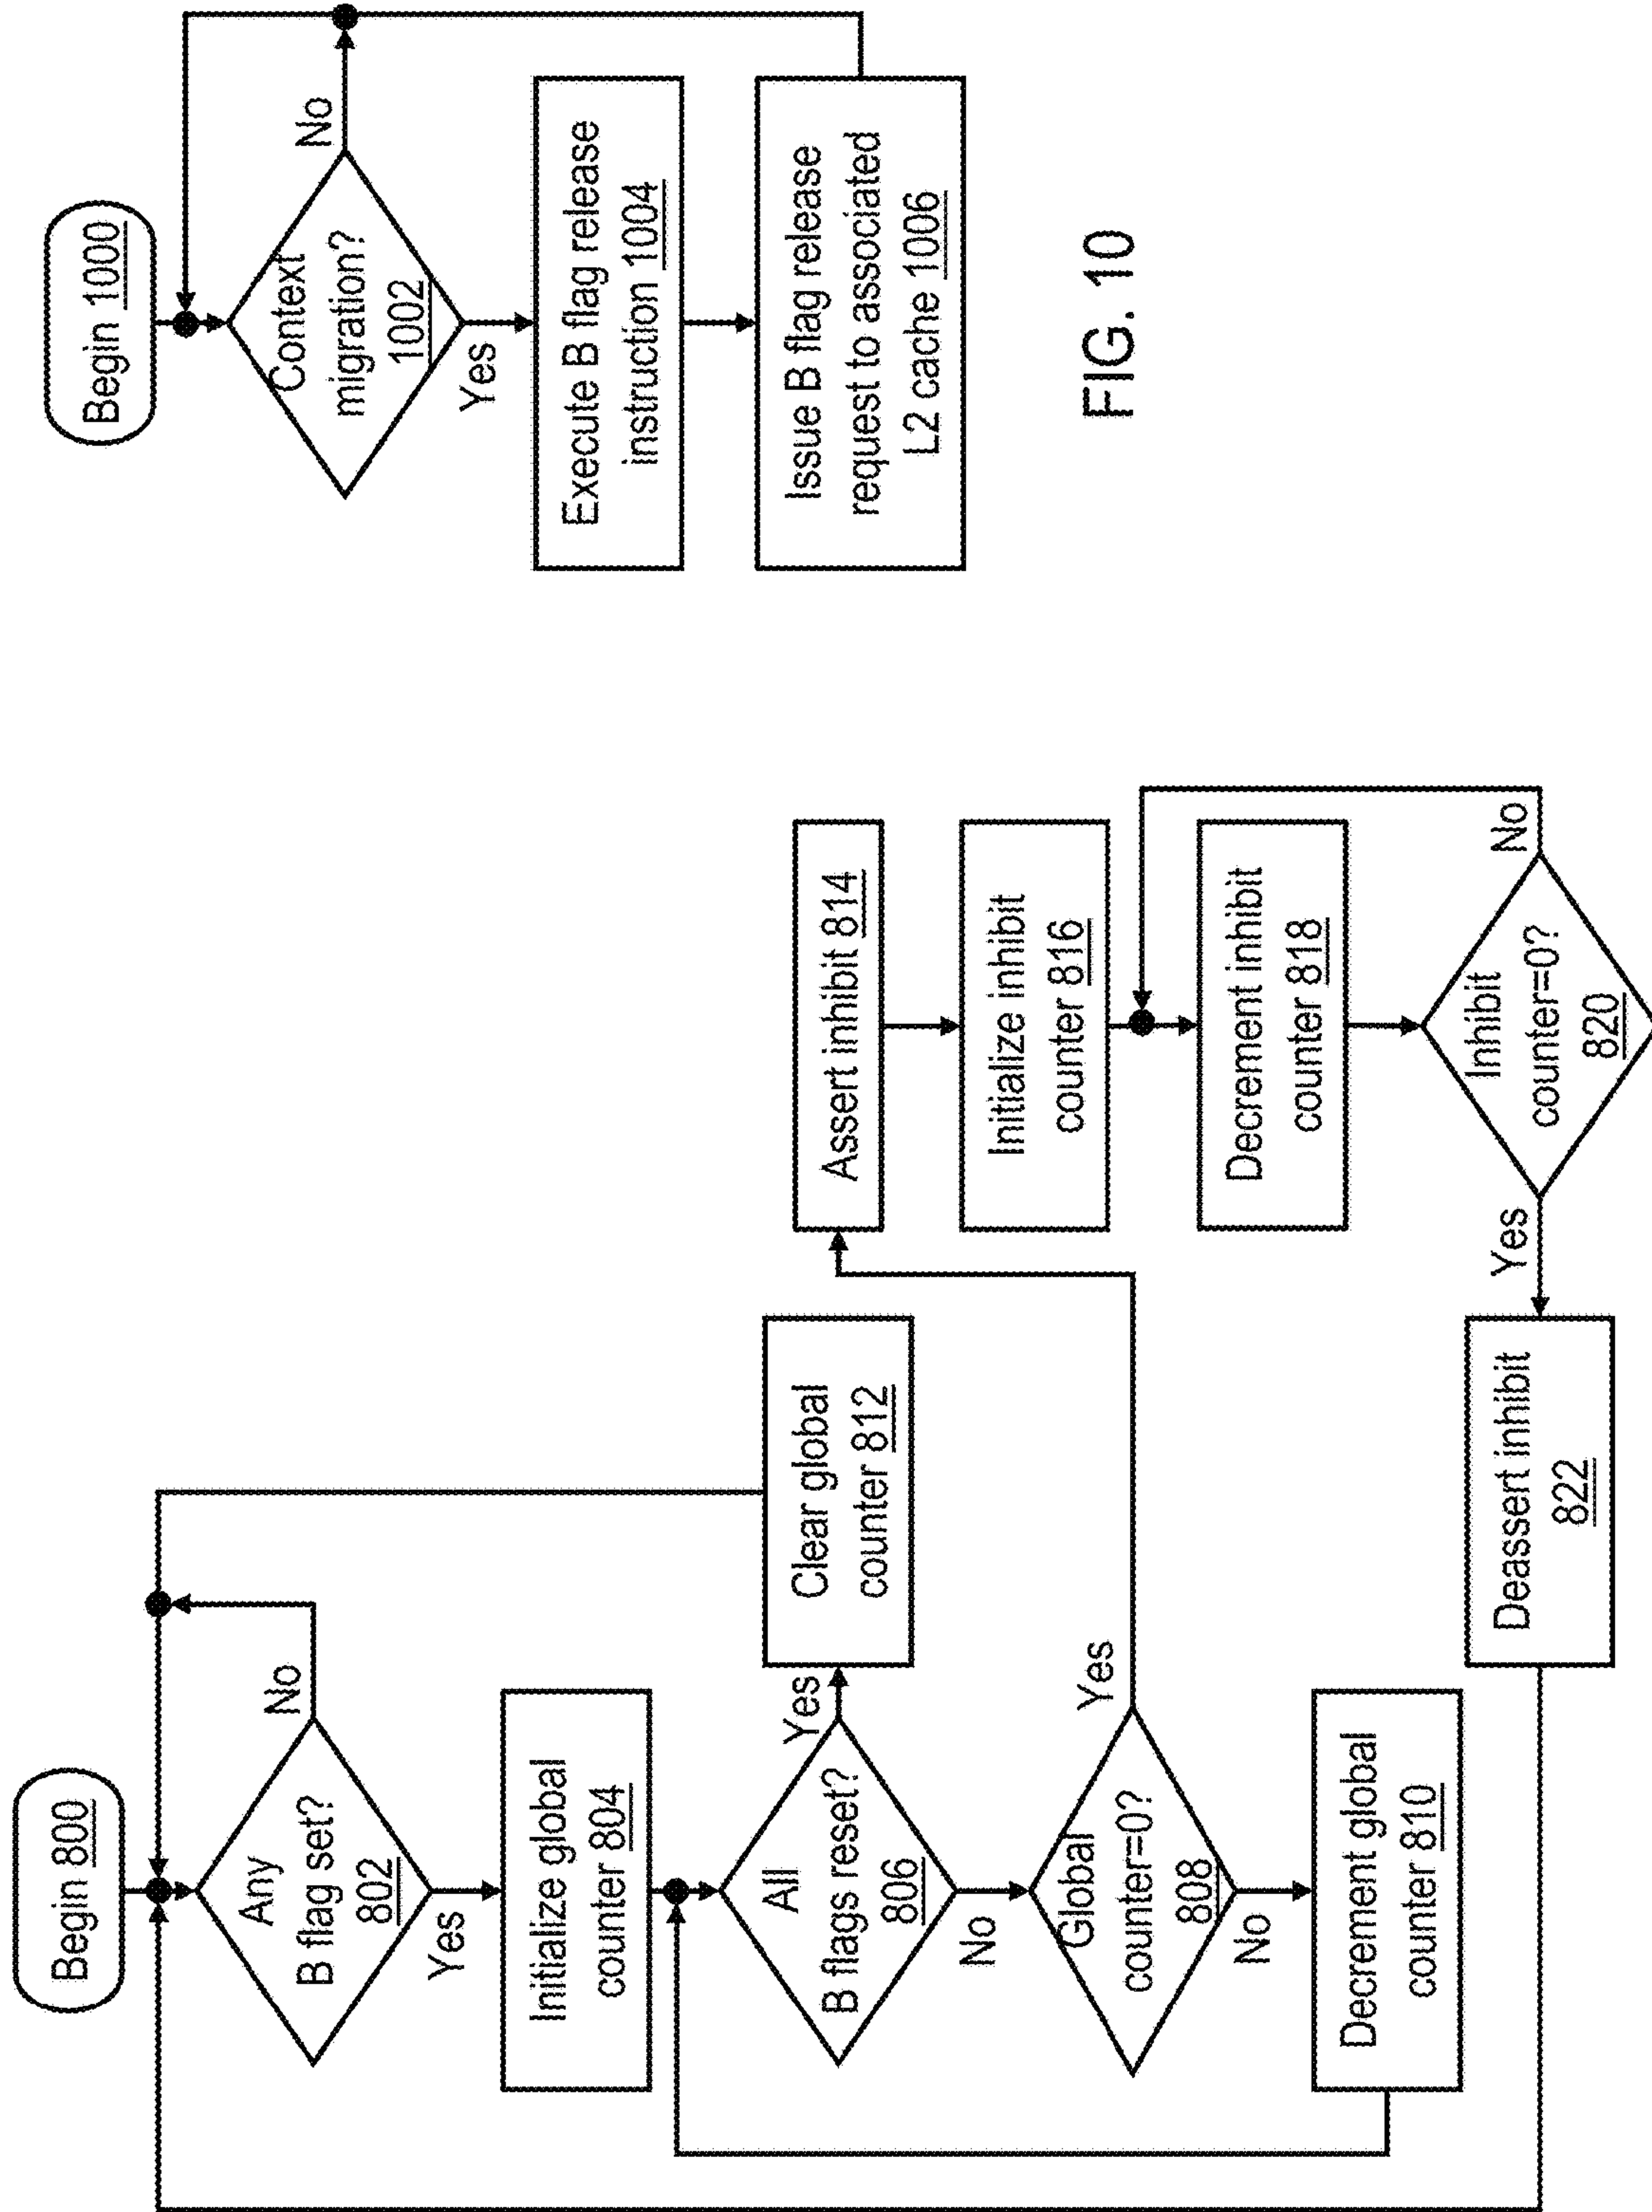 Begin 800
Any
B flag set?
802
No
Yes
Initialize global
counter 804
All
B flags reset?
806
Yes
No
Clear global
counter 812
Global
counter=0?
808
Yes
No
Decrement global
counter 810
Assert inhibit 814
Initialize inhibit
counter 816
Decrement inhibit
counter 818
Inhibit
counter=0?
820
No
Yes
Deassert inhibit
822
Begin 1000
Context
migration?
1002
No
Yes
Execute B flag release
instruction 1004
Issue B flag release
request to associated
L2 cache 1006
FIG. 10